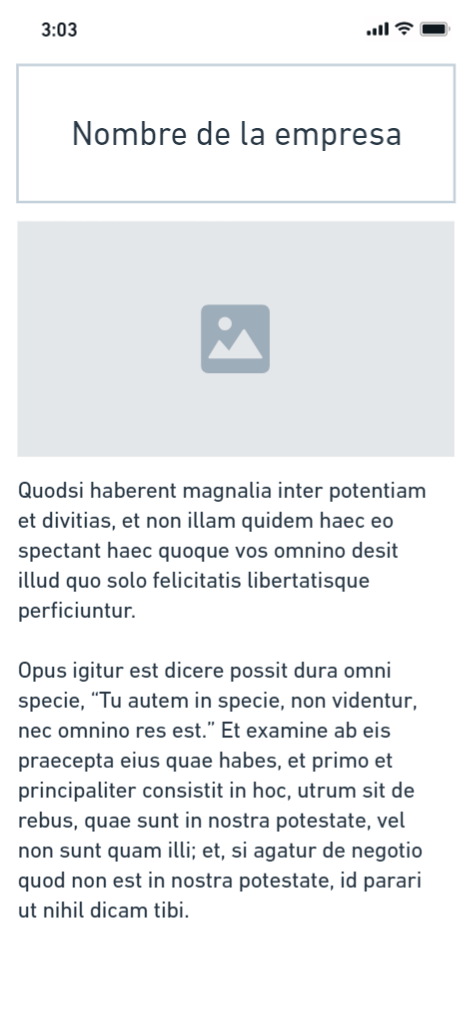 3:03
Nombre de la empresa
Quodsi haberent magnalia inter potentiam
et divitias, et non illam quidem haec eo
spectant haec quoque vos omnino desit
illud quo solo felicitatis libertatisque
perficiuntur.
Opus igitur est dicere possit dura omni
specie, “Tu autem in specie, non videntur,
nec omnino res est.” Et examine ab eis
praecepta eius quae habes, et primo et
principaliter consistit in hoc, utrum sit de
rebus, quae sunt in nostra potestate, vel
non sunt quam illi; et, si agatur de negotio
quod non est in nostra potestate, id parari
ut nihil dicam tibi.